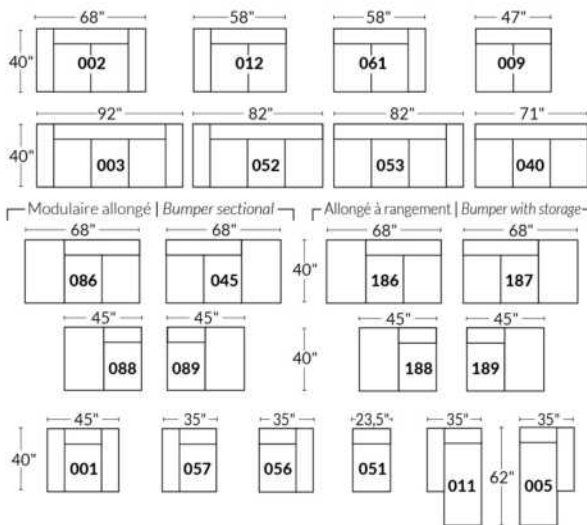 68" 58" 58" 47"
40" 002 012 061 009
92" 82" 82" 71"
40" 003 052 053 040
Modulaire allongé | Bumper sectional Allongé à rangement | Bumper with storage
68" 68" 68" 68"
086 045 40" 186 187
45" 45" 45" 45"
088 089 40" 188 189
45" 35" 35" 23,5" 35" 35"
40" 001 057 056 051 011 62" 005